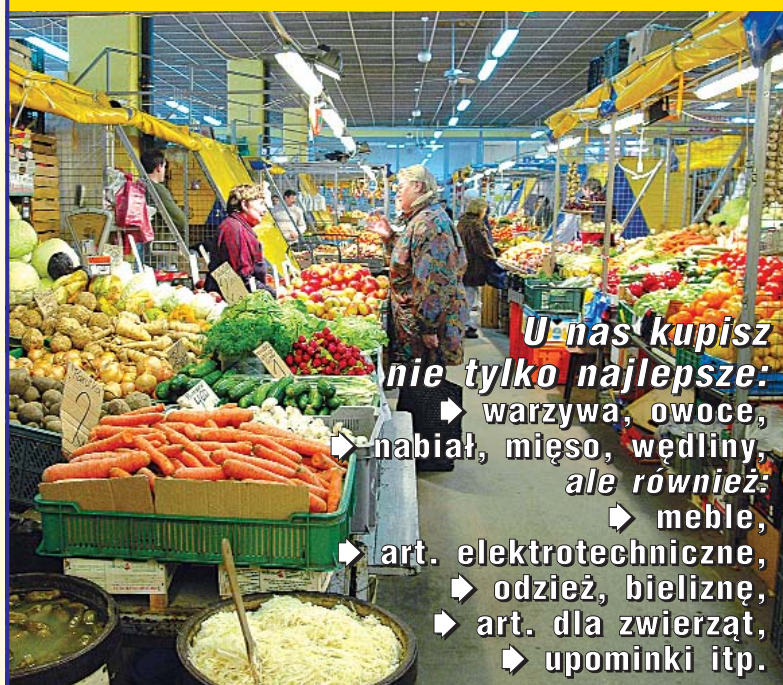 U nas kupisz
nie tylko najlepsze:
warzywa, owoce,
nabiał, mięso, wędliny,
ale również:
meble,
art. elektrotechniczne,
odzież, bieliznę,
art. dla zwierząt,
upominki itp.